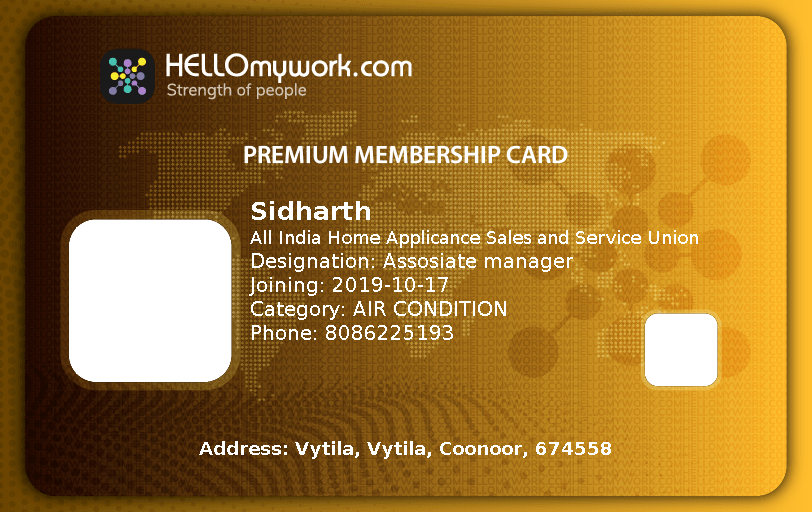 HELLOmywork.com
Strength of people
PREMIUM MEMBERSHIP CARD
Sidharth
All India Home Applicance Sales and Service Union
Designation: Assosiate manager
Joining: 2019-10-17
Category: AIR CONDITION
Phone: 8086225193
Address: Vytila, Vytila, Coonoor, 674558